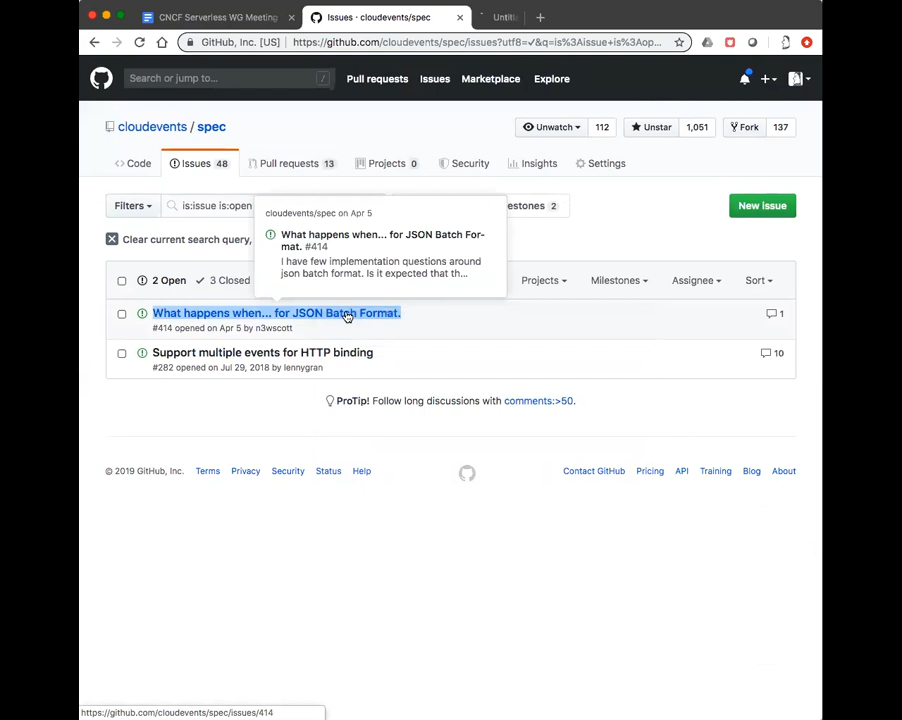 CNCF Serverless WG Meeting
Issues · cloudevents/spec
GitHub, Inc. [US] https://github.com/cloudevents/spec/issues?utf8=✓&q=is%3Aissue+is%3Aop...
Search or jump to... /
Pull requests Issues Marketplace Explore
cloudevents / spec
Unwatch 112 Unstar 1,051 Fork 137
Code Issues 48 Pull requests 13 Projects 0 Security Insights Settings
Filters is:issue is:open
estones 2 New issue
cloudevents/spec on Apr 5
What happens when... for JSON Batch For-
mat. #414
I have few implementation questions around
json batch format. Is it expected that th...
Clear current search query,
2 Open 3 Closed Projects Milestones Assignee Sort
What happens when... for JSON Batch Format. 1
#414 opened on Apr 5 by n3wscott
Support multiple events for HTTP binding 10
#282 opened on Jul 29, 2018 by lennygran
ProTip! Follow long discussions with comments:>50.
© 2019 GitHub, Inc. Terms Privacy Security Status Help Contact GitHub Pricing API Training Blog About
https://github.com/cloudevents/spec/issues/414